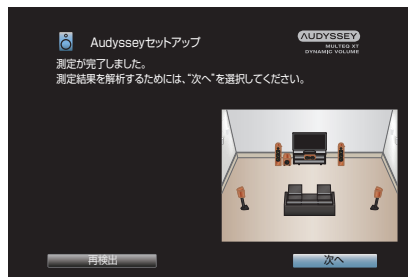 Audysseyセットアップ
AUDYSSEY
MULTEQ XT
DYNAMIC VOLUME
測定が完了しました。
測定結果を解析するためには、“次へ”を選択してください。
再検出
次へ